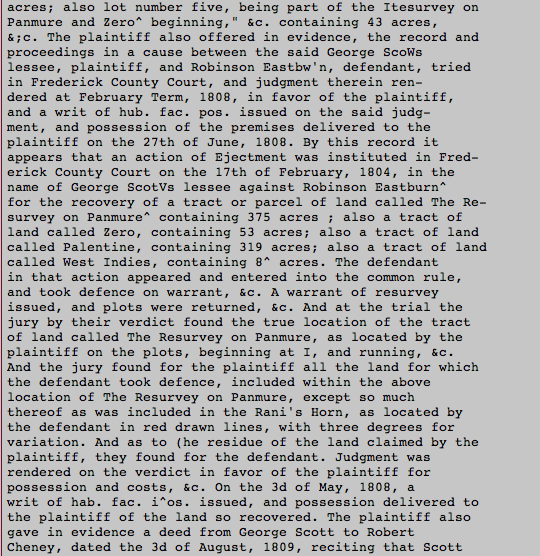 acres; also lot number five, being part of the Itesurvey on
Panmure and Zero^ beginning," &c. containing 43 acres,
&;c. The plaintiff also offered in evidence, the record and
proceedings in a cause between the said George ScoWs
lessee, plaintiff, and Robinson Eastbw'n, defendant, tried
in Frederick County Court, and judgment therein ren-
dered at February Term, 1808, in favor of the plaintiff,
and a writ of hub. fac. pos. issued on the said judg-
ment, and possession of the premises delivered to the
plaintiff on the 27th of June, 1808. By this record it
appears that an action of Ejectment was instituted in Fred-
erick County Court on the 17th of February, 1804, in the
name of George ScotVs lessee against Robinson Eastburn^
for the recovery of a tract or parcel of land called The Re-
survey on Panmure^ containing 375 acres ; also a tract of
land called Zero, containing 53 acres; also a tract of land
called Palentine, containing 319 acres; also a tract of land
called West Indies, containing 8^ acres. The defendant
in that action appeared and entered into the common rule,
and took defence on warrant, &c. A warrant of resurvey
issued, and plots were returned, &c. And at the trial the
jury by their verdict found the true location of the tract
of land called The Resurvey on Panmure, as located by the
plaintiff on the plots, beginning at I, and running, &c.
And the jury found for the plaintiff all the land for which
the defendant took defence, included within the above
location of The Resurvey on Panmure, except so much
thereof as was included in the Rani's Horn, as located by
the defendant in red drawn lines, with three degrees for
variation. And as to (he residue of the land claimed by the
plaintiff, they found for the defendant. Judgment was
rendered on the verdict in favor of the plaintiff for
possession and costs, &c. On the 3d of May, 1808, a
writ of hab. fac. i^os. issued, and possession delivered to
the plaintiff of the land so recovered. The plaintiff also
gave in evidence a deed from George Scott to Robert
Cheney, dated the 3d of August, 1809, reciting that Scott